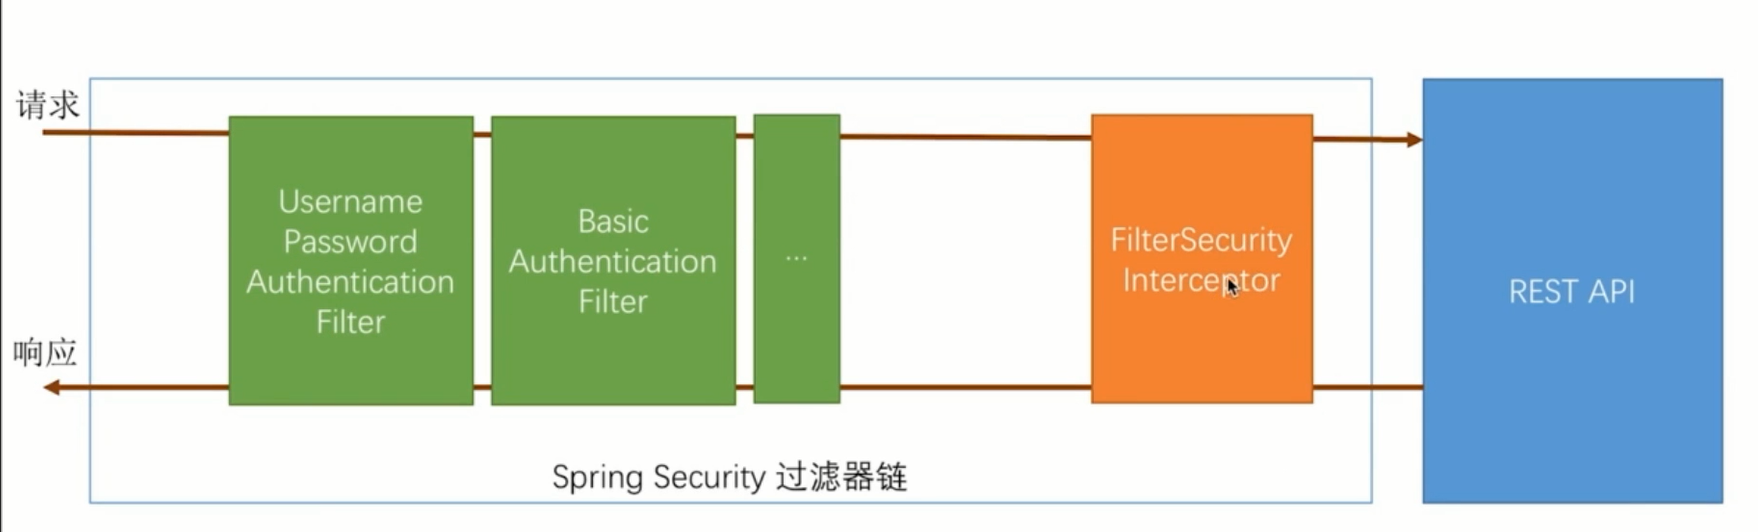 请求
Username
Password
Authentication
Filter
Basic
Authentication
Filter
...
FilterSecurity
Interceptor
REST API
响应
Spring Security 过滤器链